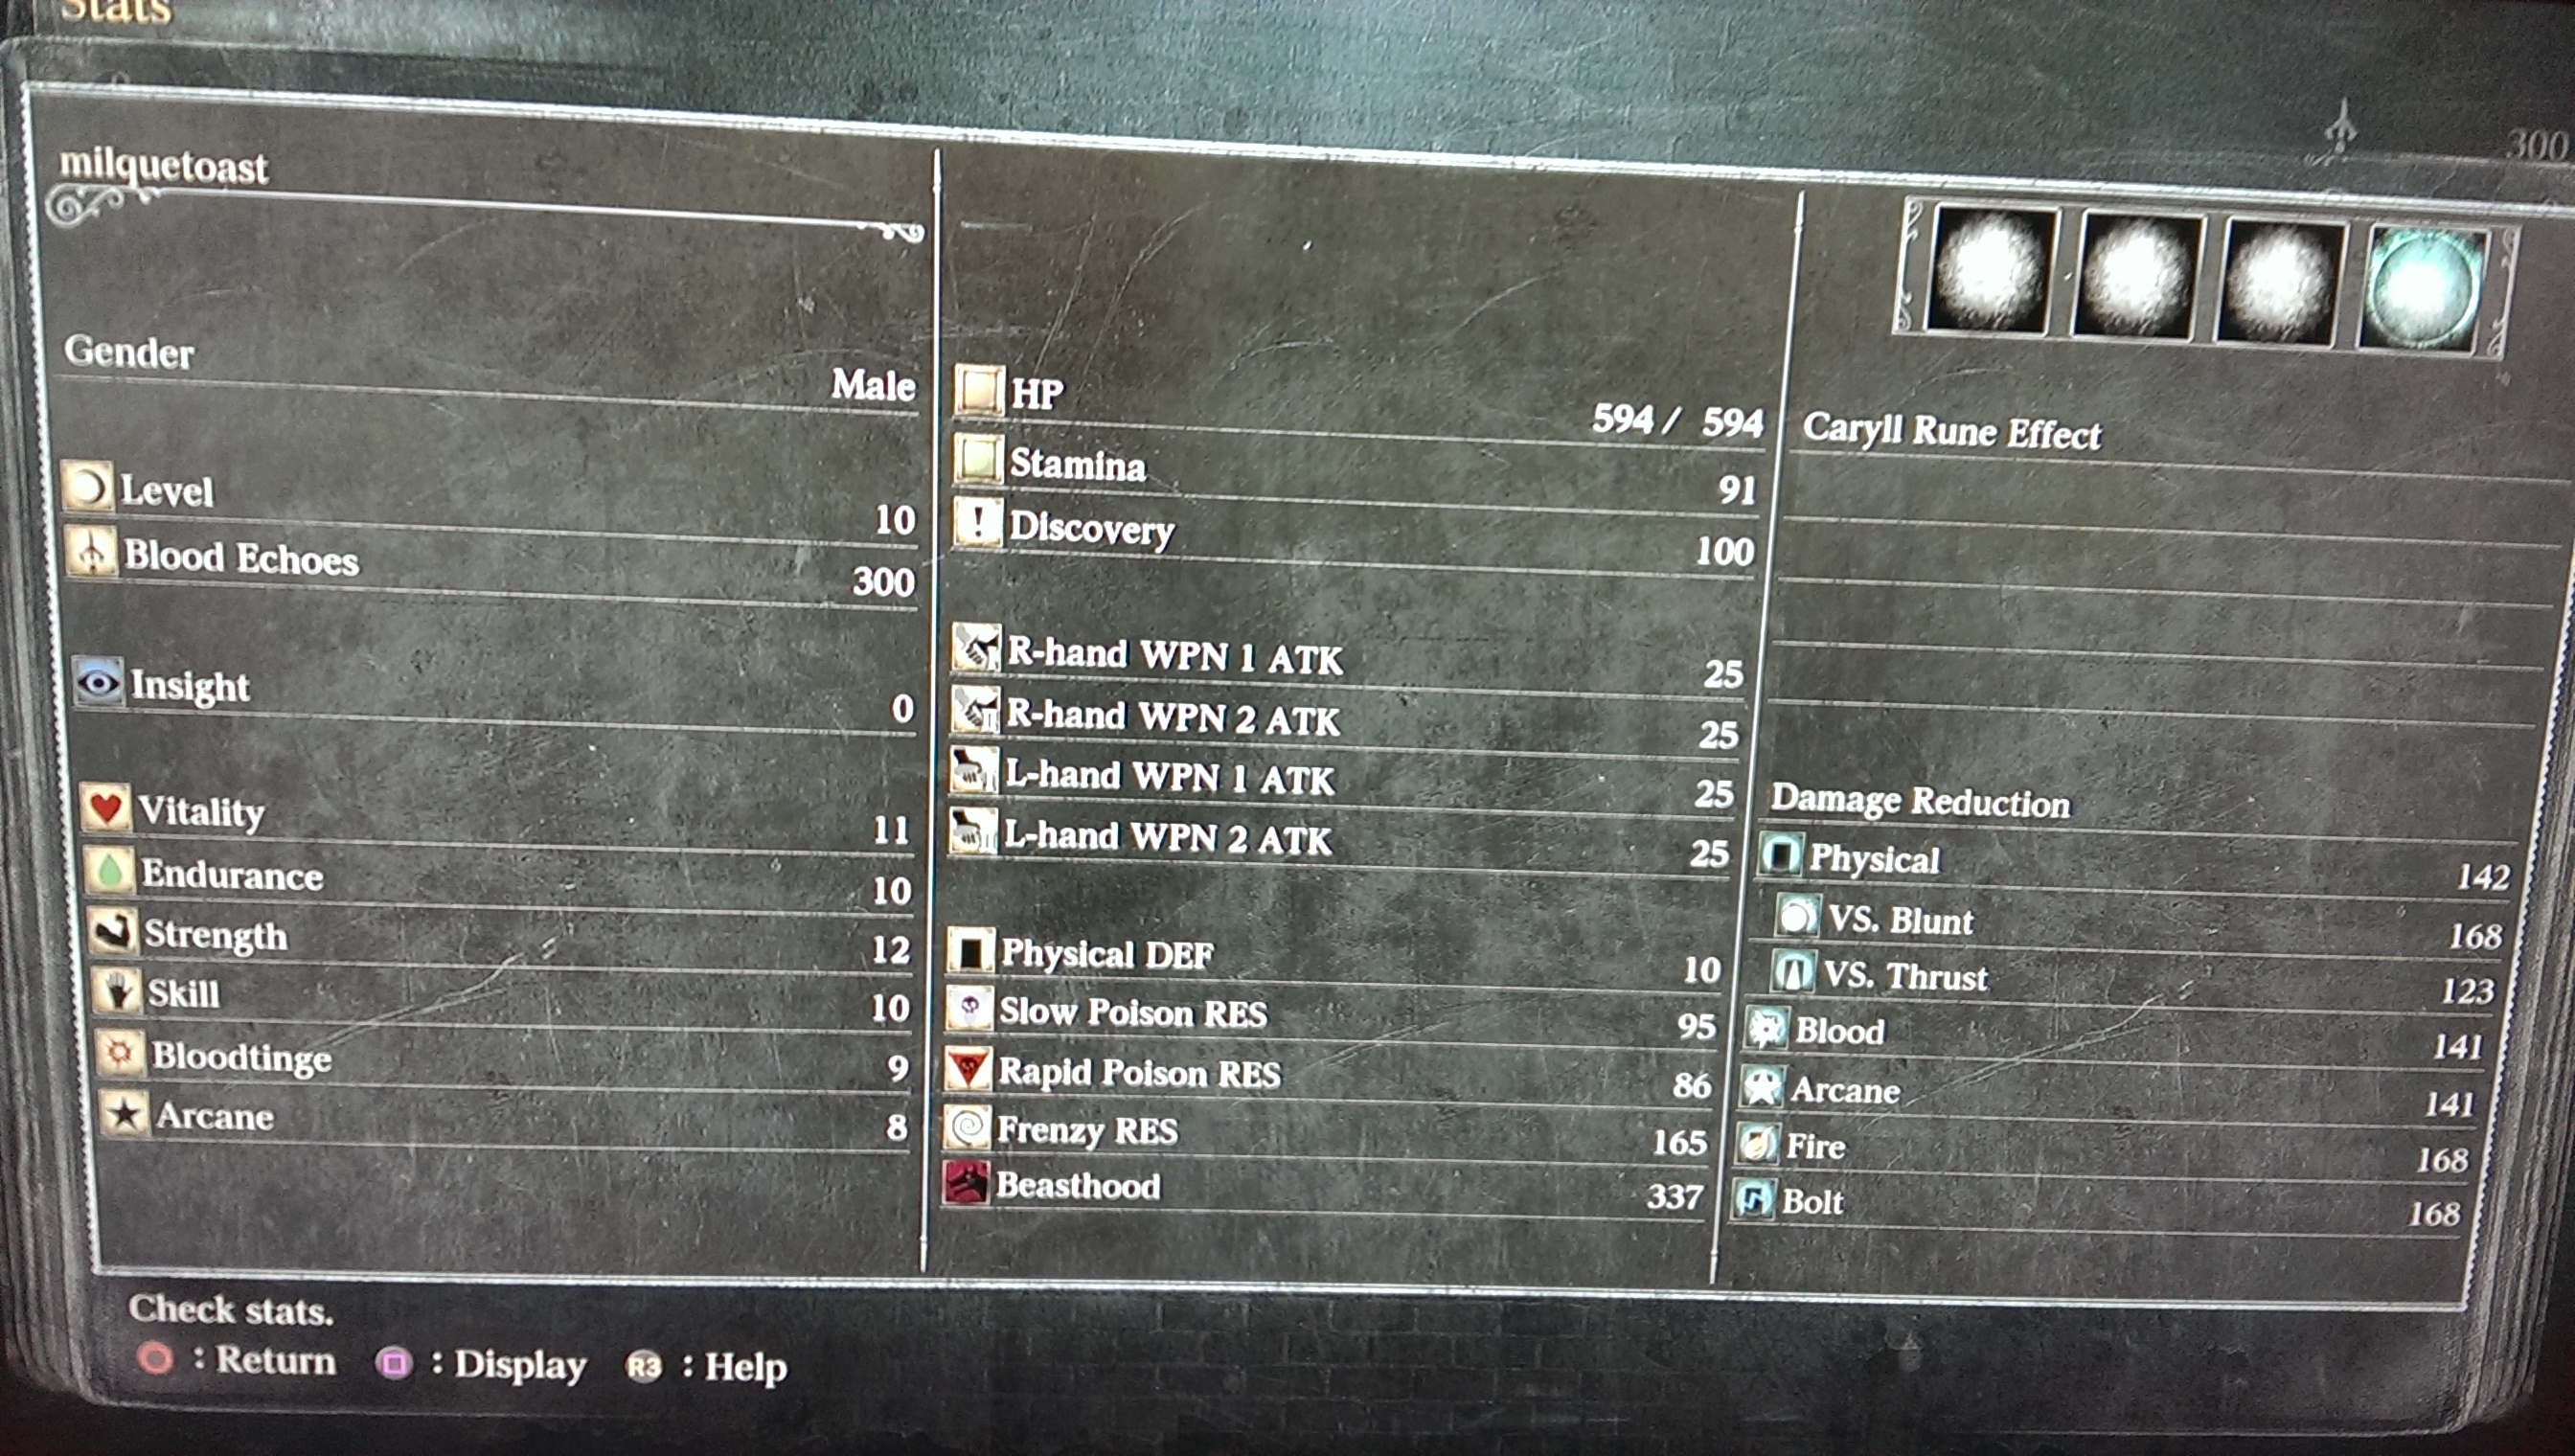 Stats
300
milquetoast
Gender
Male
Level
10
Blood Echoes
300
Insight
0
Vitality
11
Endurance
10
Strength
12
Skill
10
Bloodtinge
9
Arcane
8
HP
594 / 594
Stamina
91
Discovery
100
R-hand WPN 1 ATK
25
R-hand WPN 2 ATK
25
L-hand WPN 1 ATK
25
L-hand WPN 2 ATK
25
Physical DEF
10
Slow Poison RES
95
Rapid Poison RES
86
Frenzy RES
165
Beasthood
337
Caryll Rune Effect
Damage Reduction
Physical
142
VS. Blunt
168
VS. Thrust
123
Blood
141
Arcane
141
Fire
168
Bolt
168
Check stats.
: Return : Display R3 : Help